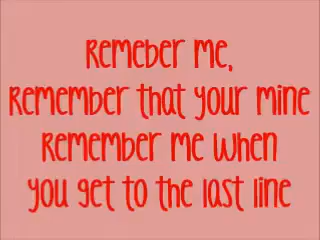 Remeber me,
Remember that your mine
Remember me when
you get to the last line